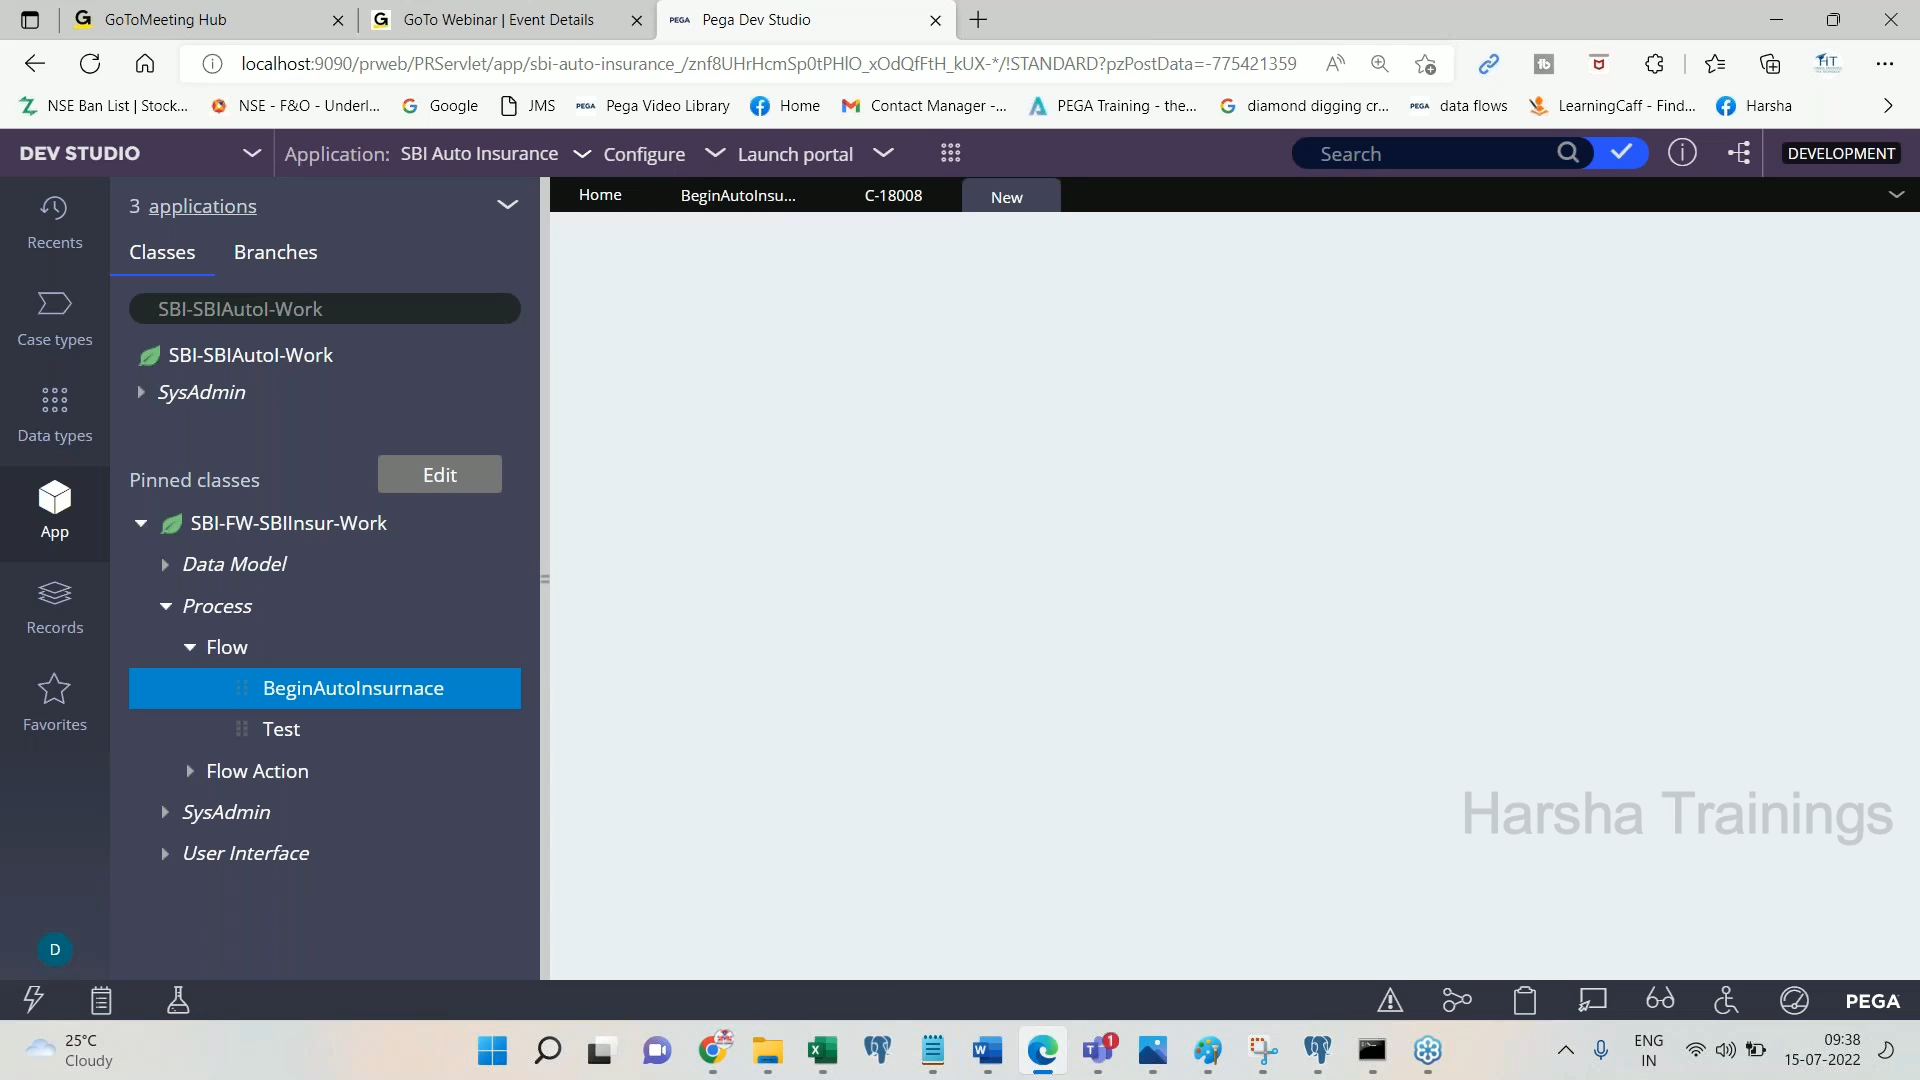 GoToMeeting Hub
GoTo Webinar | Event Details
PEGA Pega Dev Studio
localhost:9090/prweb/PRServlet/app/sbi-auto-insurance_/znf8UHrHcmSp0tPHlO_xOdQfFtH_kUX-*/!STANDARD?pzPostData=-775421359
NSE Ban List | Stock...
NSE - F&O - Underl...
Google
JMS
PEGA Pega Video Library
Home
Contact Manager -...
PEGA Training - the...
diamond digging cr...
PEGA data flows
LearningCaff - Find...
Harsha
DEV STUDIO
Application: SBI Auto Insurance
Configure
Launch portal
Search
DEVELOPMENT
Recents
Case types
Data types
App
Records
Favorites
D
3 applications
Classes Branches
SBI-SBIAutoI-Work
SBI-SBIAutoI-Work
SysAdmin
Pinned classes
Edit
SBI-FW-SBIInsur-Work
Data Model
Process
Flow
BeginAutoInsurnace
Test
Flow Action
SysAdmin
User Interface
Home
BeginAutoInsu...
C-18008
New
Harsha Trainings
PEGA
25°C
Cloudy
1
ENG
IN
09:38
15-07-2022